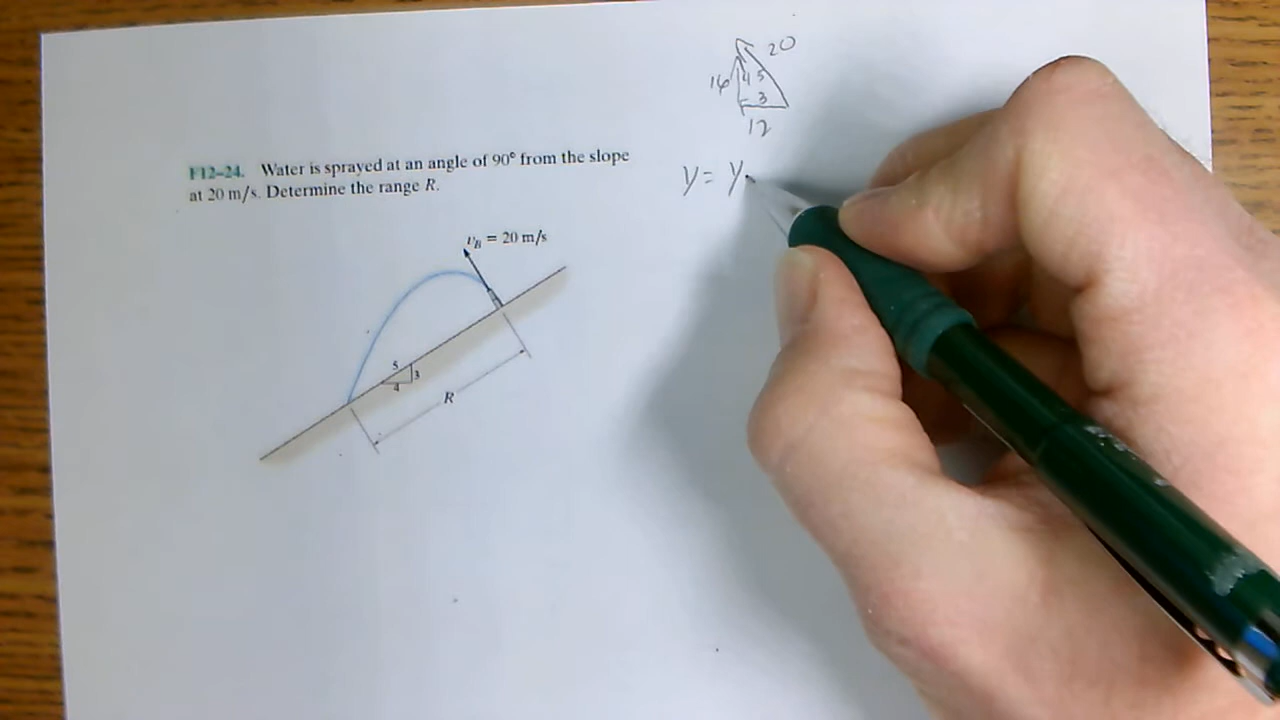 20
16 4 5
3
12
F12–24. Water is sprayed at an angle of 90° from the slope
at 20 m/s. Determine the range R.
y = y
v_B = 20 m/s
5
3
4
R